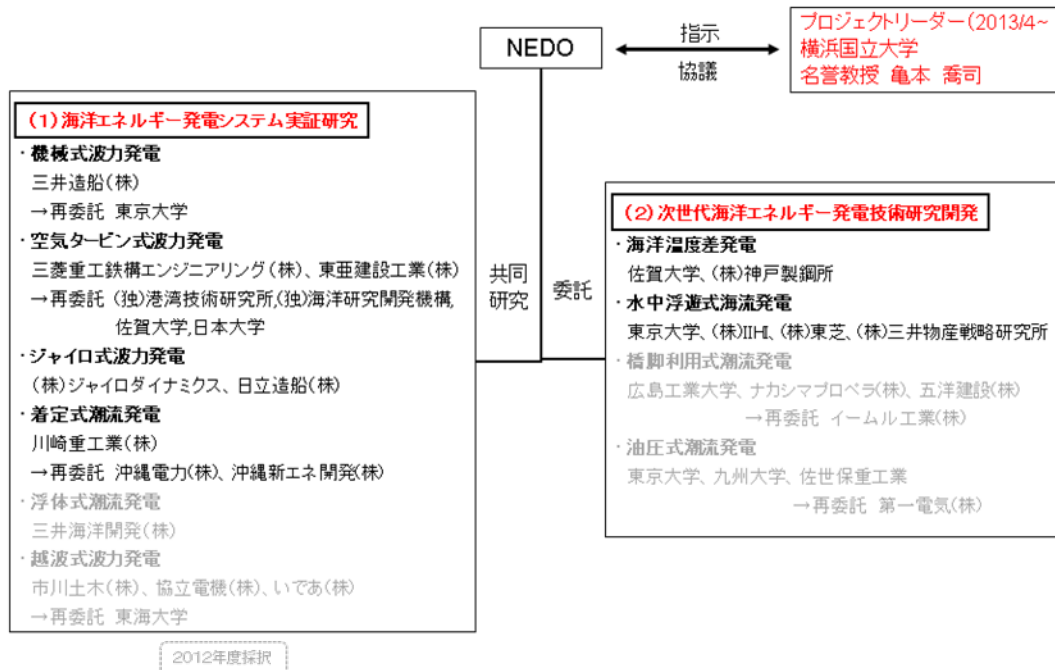 NEDO
指示
協議
プロジェクトリーダー(2013/4~
横浜国立大学
名誉教授 亀本 喬司
(1)海洋エネルギー発電システム実証研究
・機械式波力発電
三井造船(株)
→再委託 東京大学
・空気タービン式波力発電
三菱重工鉄構エンジニアリング(株)、東亜建設工業(株)
→再委託 (独)港湾技術研究所,(独)海洋研究開発機構,
佐賀大学,日本大学
・ジャイロ式波力発電
(株)ジャイロダイナミクス、日立造船(株)
・着定式潮流発電
川崎重工業(株)
→再委託 沖縄電力(株)、沖縄新エネ開発(株)
・浮体式潮流発電
三井海洋開発(株)
・越波式波力発電
市川土木(株)、協立電機(株)、いであ(株)
→再委託 東海大学
2012年度採択
共同
研究
委託
(2)次世代海洋エネルギー発電技術研究開発
・海洋温度差発電
佐賀大学、(株)神戸製鋼所
・水中浮遊式海流発電
東京大学、(株)IHI、(株)東芝、(株)三井物産戦略研究所
・橋脚利用式潮流発電
広島工業大学、ナカシマプロペラ(株)、五洋建設(株)
→再委託 イームル工業(株)
・油圧式潮流発電
東京大学、九州大学、佐世保重工業
→再委託 第一電気(株)